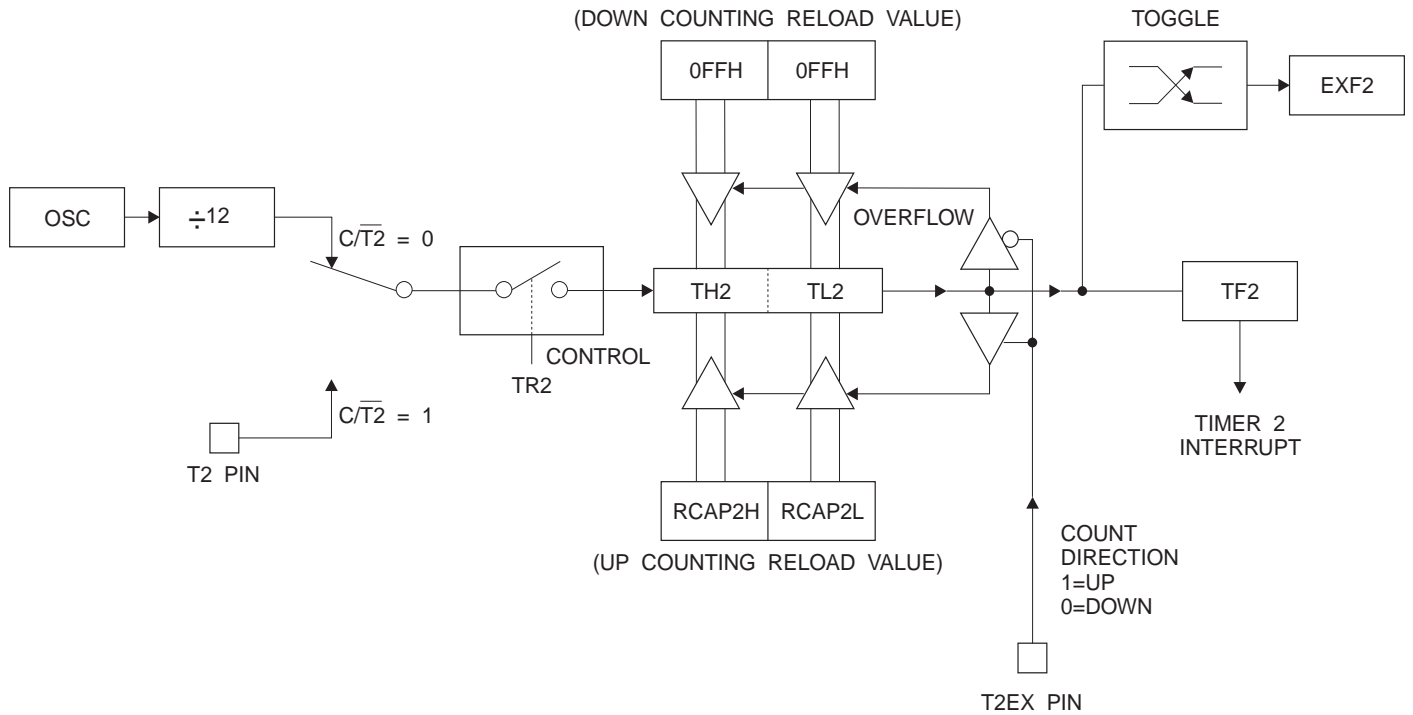 (DOWN COUNTING RELOAD VALUE)
TOGGLE
0FFH
0FFH
EXF2
OSC
÷12
C/T2̅ = 0
OVERFLOW
TH2
TL2
TF2
CONTROL
TR2
C/T2̅ = 1
T2 PIN
TIMER 2
INTERRUPT
RCAP2H
RCAP2L
(UP COUNTING RELOAD VALUE)
COUNT
DIRECTION
1=UP
0=DOWN
T2EX PIN